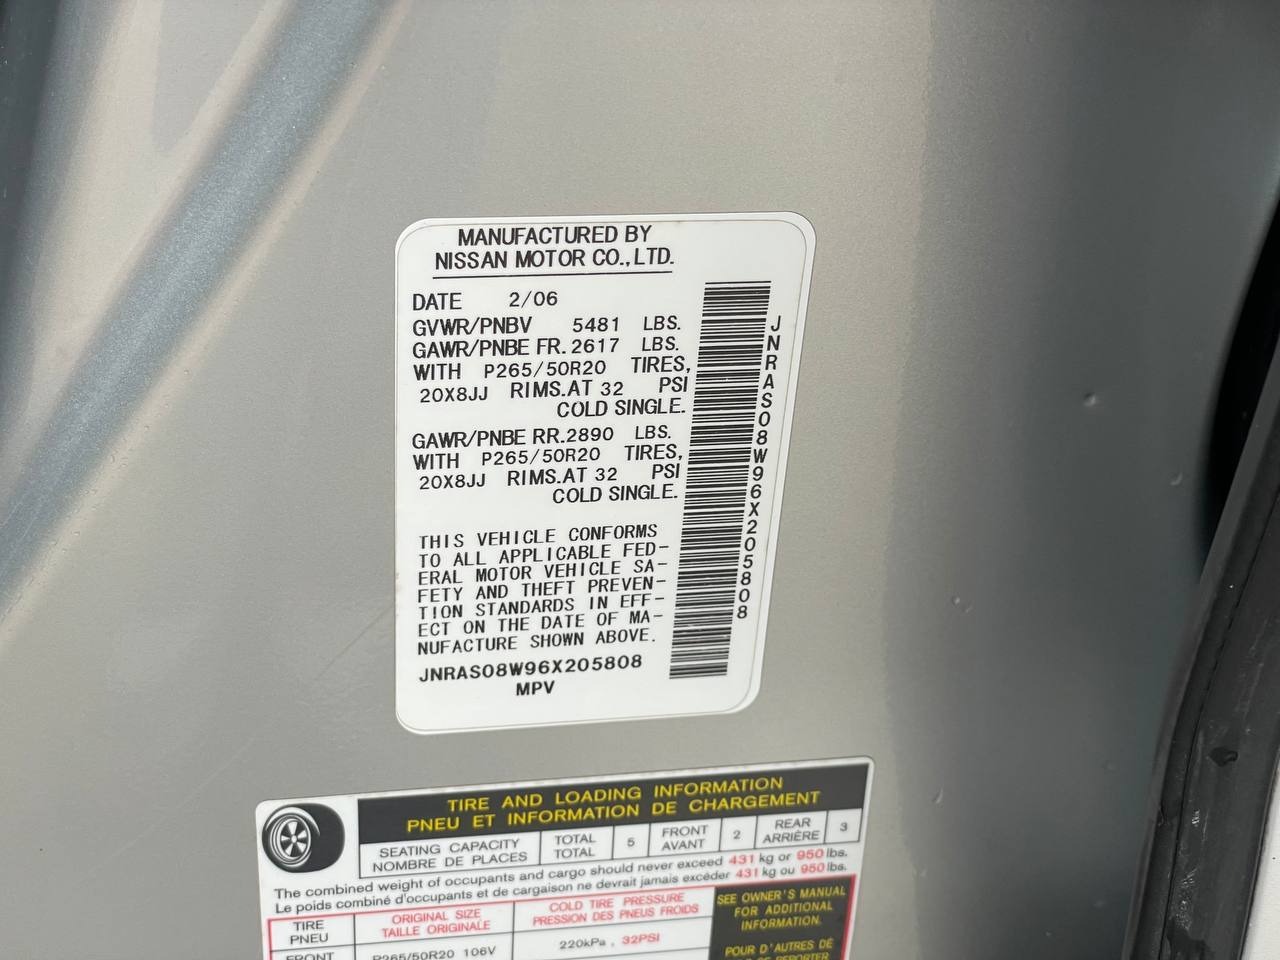 MANUFACTURED BY
NISSAN MOTOR CO., LTD.
DATE 2/06
GVWR/PNBV 5481 LBS.
GAWR/PNBE FR. 2617 LBS.
WITH P265/50R20 TIRES,
20X8JJ RIMS. AT 32 PSI
COLD SINGLE.
GAWR/PNBE RR. 2890 LBS.
WITH P265/50R20 TIRES,
20X8JJ RIMS. AT 32 PSI
COLD SINGLE.
THIS VEHICLE CONFORMS
TO ALL APPLICABLE FED-
ERAL MOTOR VEHICLE SA-
FETY AND THEFT PREVEN-
TION STANDARDS IN EFF-
ECT ON THE DATE OF MA-
NUFACTURE SHOWN ABOVE.
JNRAS08W96X205808
MPV
JNRAS08W96X205808
TIRE AND LOADING INFORMATION
PNEU ET INFORMATION DE CHARGEMENT
SEATING CAPACITY TOTAL 5 FRONT 2 REAR 3
NOMBRE DE PLACES TOTAL AVANT ARRIÈRE
The combined weight of occupants and cargo should never exceed 431 kg or 950 lbs.
Le poids combiné d'occupants et de cargaison ne devrait jamais excéder 431 kg ou 950 lbs.
TIRE ORIGINAL SIZE COLD TIRE PRESSURE
PNEU TAILLE ORIGINALE PRESSION DES PNEUS FROIDS
SEE OWNER'S MANUAL
FOR ADDITIONAL
INFORMATION.
FRONT P265/50R20 106V 220kPa, 32PSI
POUR D'AUTRES DÉ